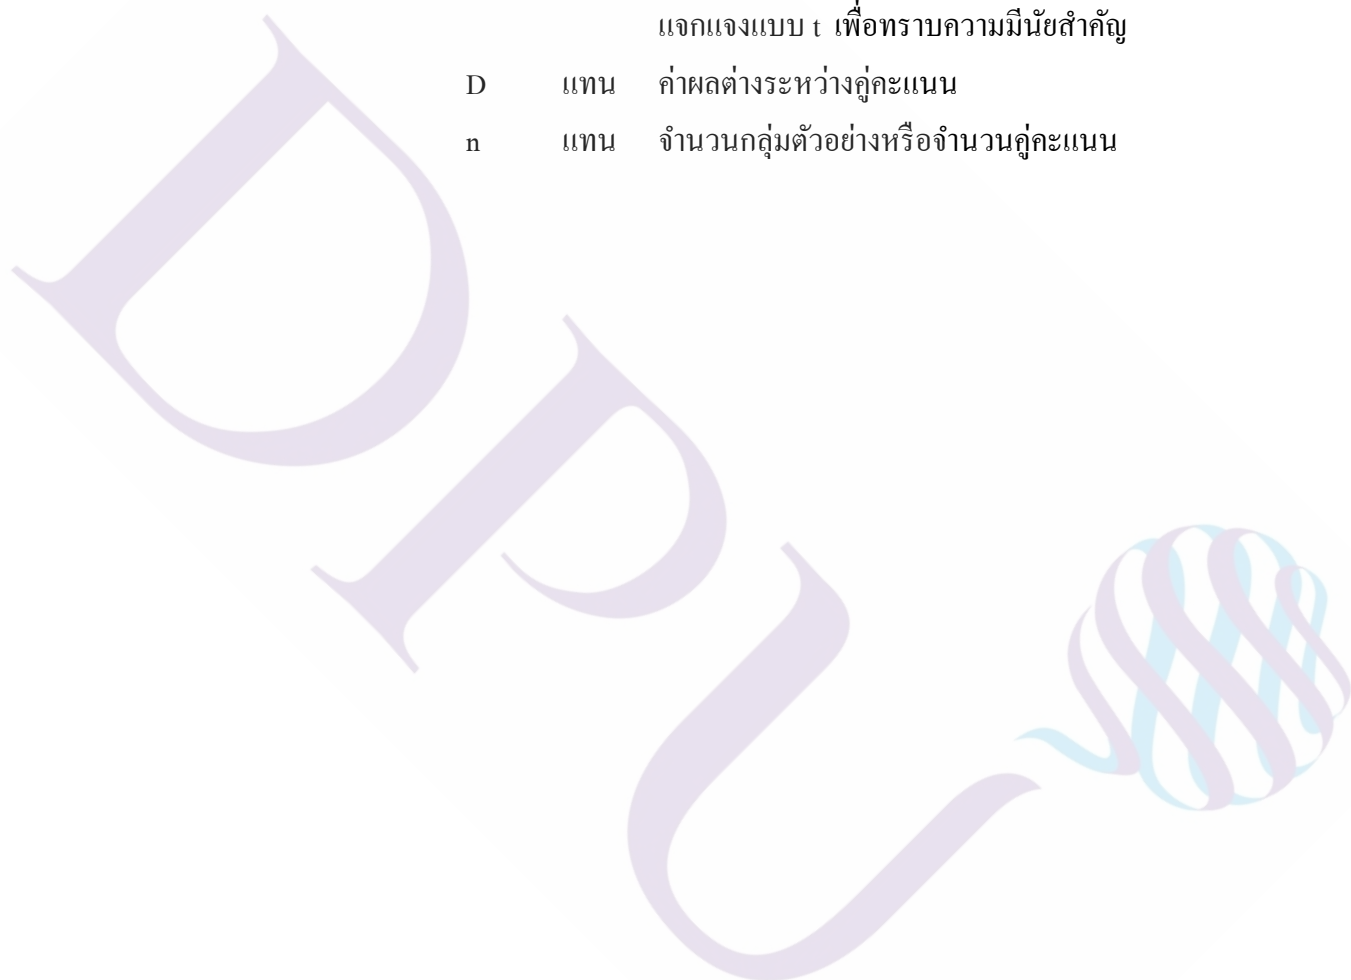 แจกแจงแบบ t เพื่อทราบความมีนัยสำคัญ
D แทน ค่าผลต่างระหว่างคู่คะแนน
n แทน จำนวนกลุ่มตัวอย่างหรือจำนวนคู่คะแนน
DPU